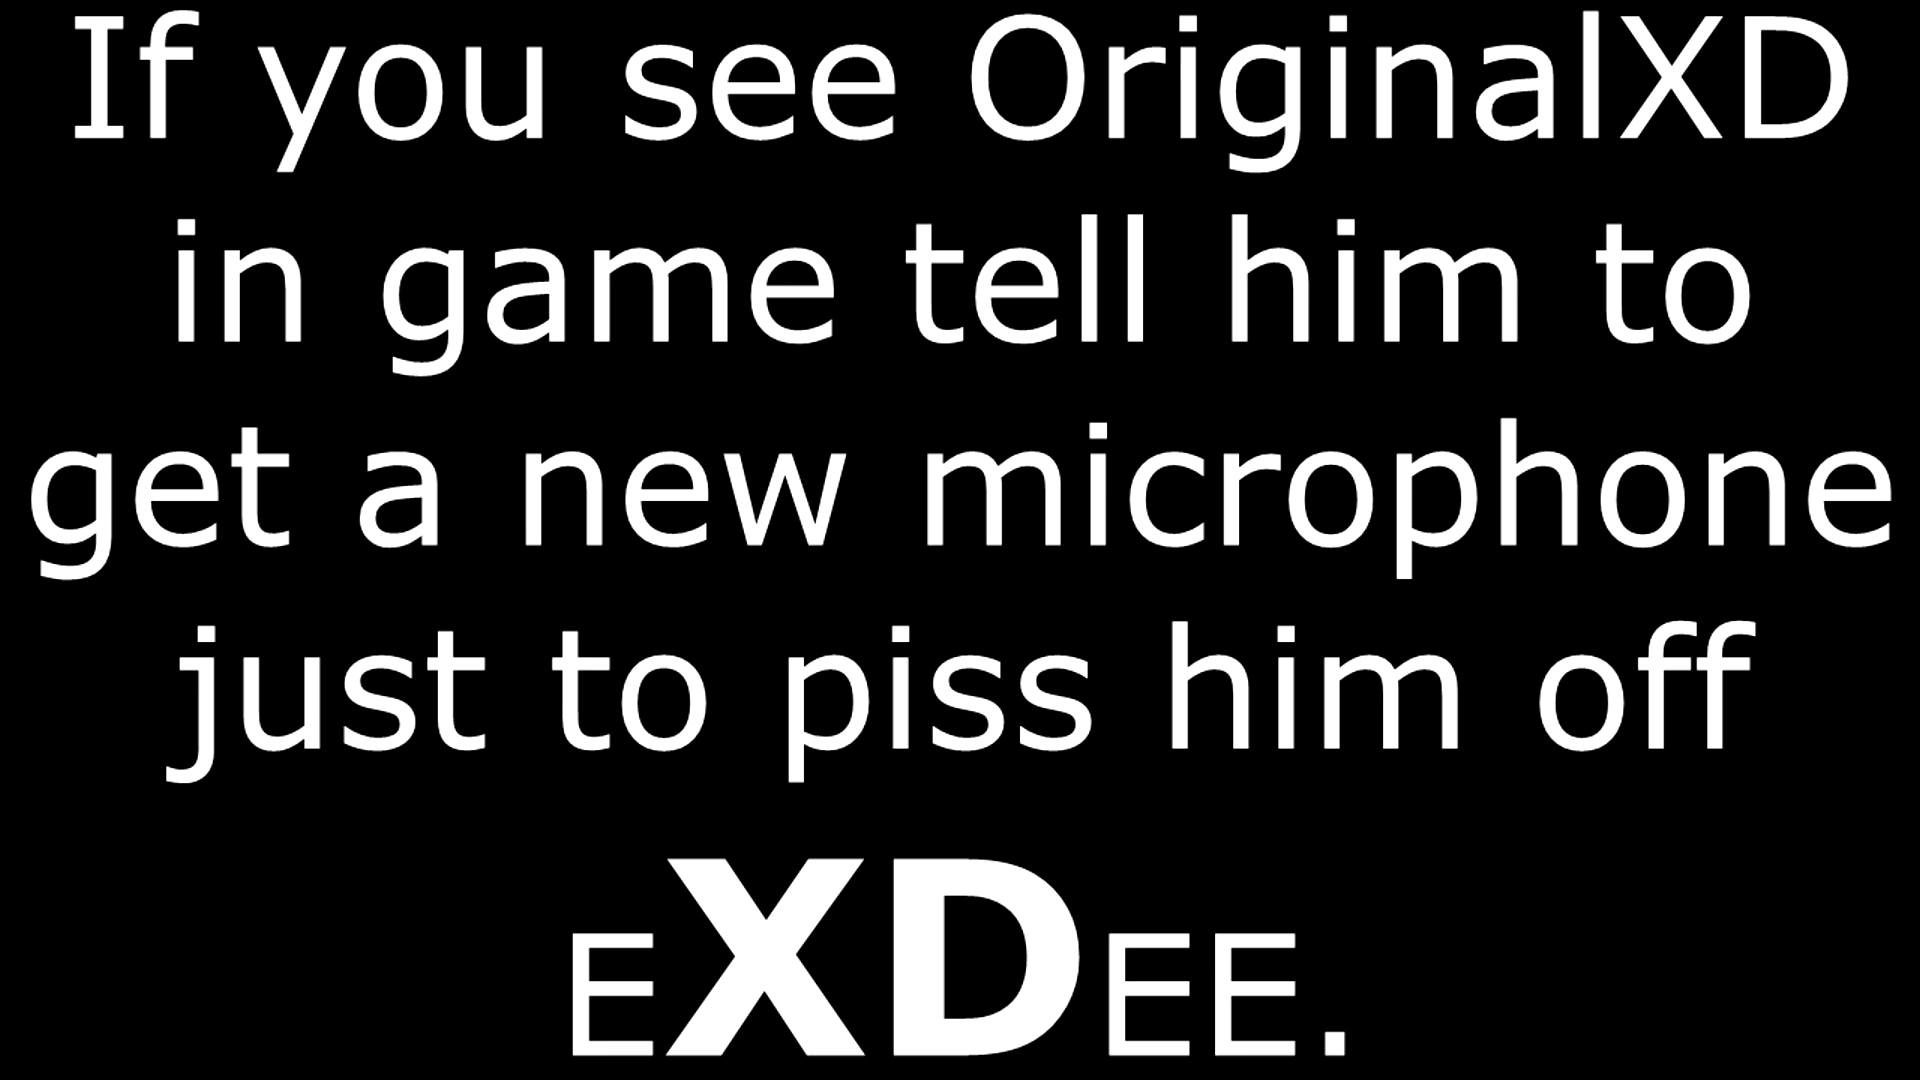 If you see OriginalXD
in game tell him to
get a new microphone
just to piss him off
EXDEE.